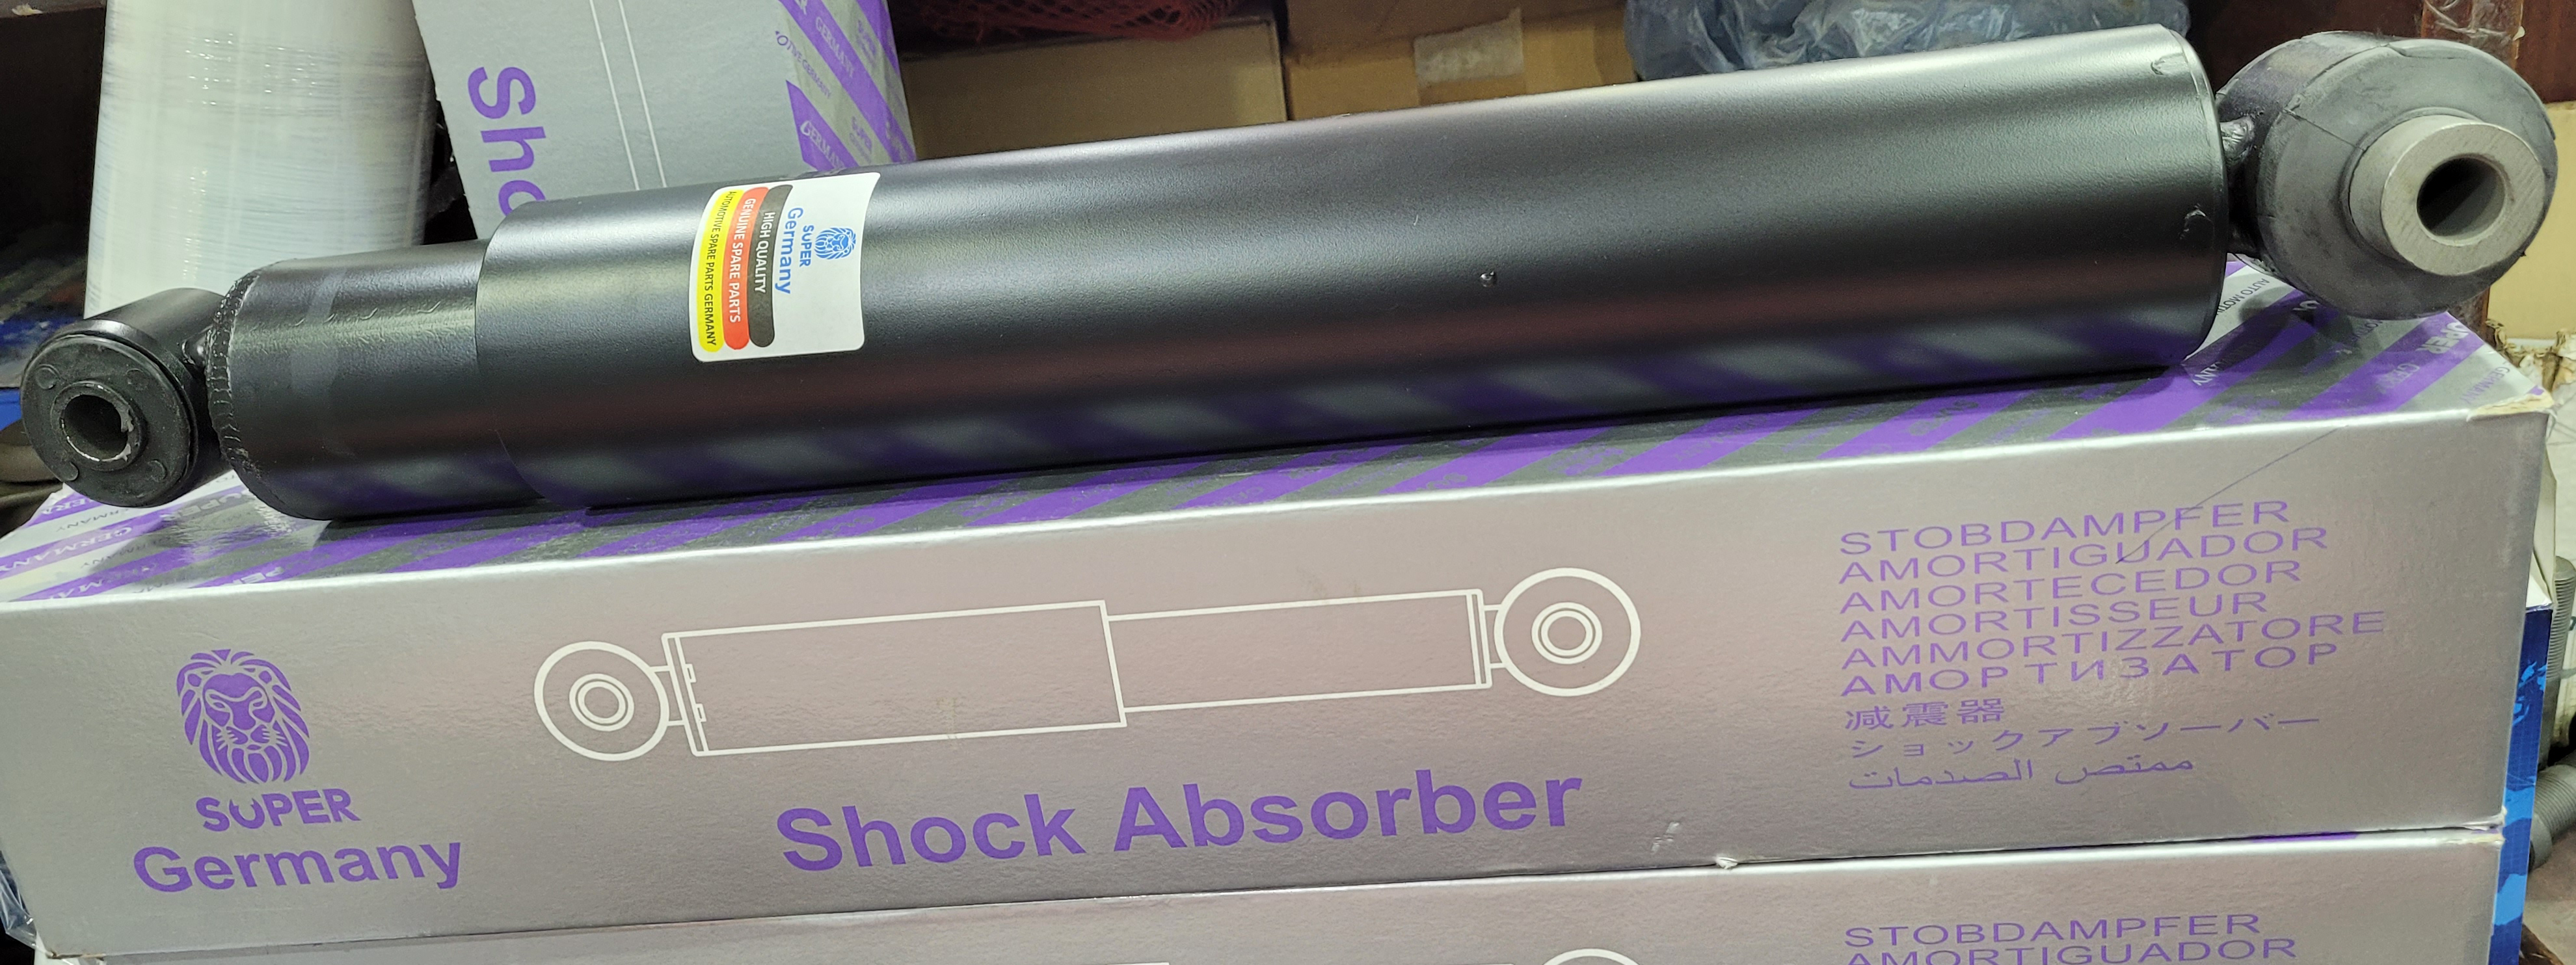 Sho
SUPER
Germany
HIGH QUALITY
GENUINE SPARE PARTS
AUTOMOTIVE SPARE PARTS GERMANY
SUPER
Germany
Shock Absorber
STOBDAMPFER
AMORTIGUADOR
AMORTECEDOR
AMORTISSEUR
AMMORTIZZATORE
АМОРТИЗАТОР
减震器
ショックアブソーバー
ممتص الصدمات
STOBDAMPFER
AMORTIGUADOR